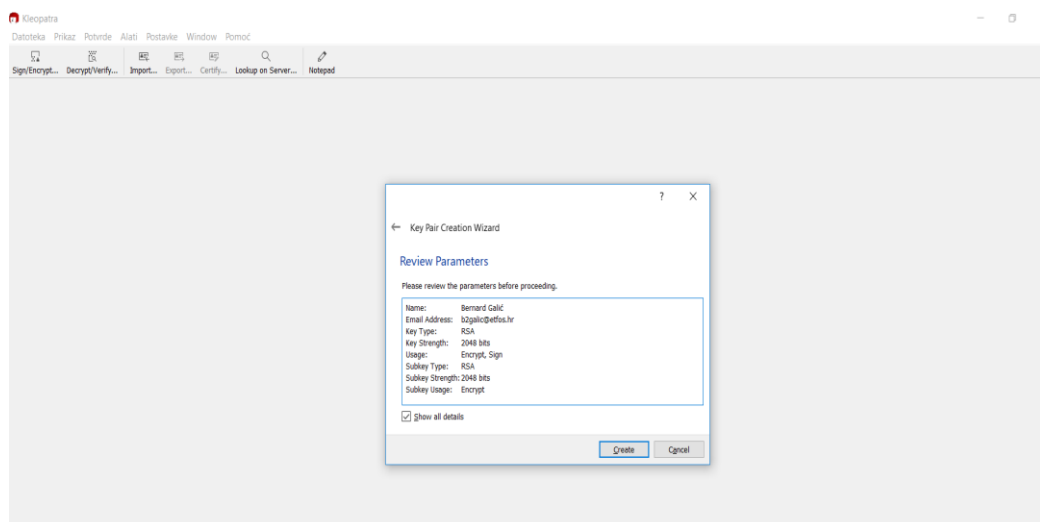 Kleopatra
Datoteka Prikaz Potvrde Alati Postavke Window Pomoć
Sign/Encrypt... Decrypt/Verify... Import... Export... Certify... Lookup on Server... Notepad
?
Key Pair Creation Wizard
Review Parameters
Please review the parameters before proceeding.
Name: Bernard Galić
Email Address: b2galic@etfos.hr
Key Type: RSA
Key Strength: 2048 bits
Usage: Encrypt, Sign
Subkey Type: RSA
Subkey Strength: 2048 bits
Subkey Usage: Encrypt
Show all details
Create Cancel